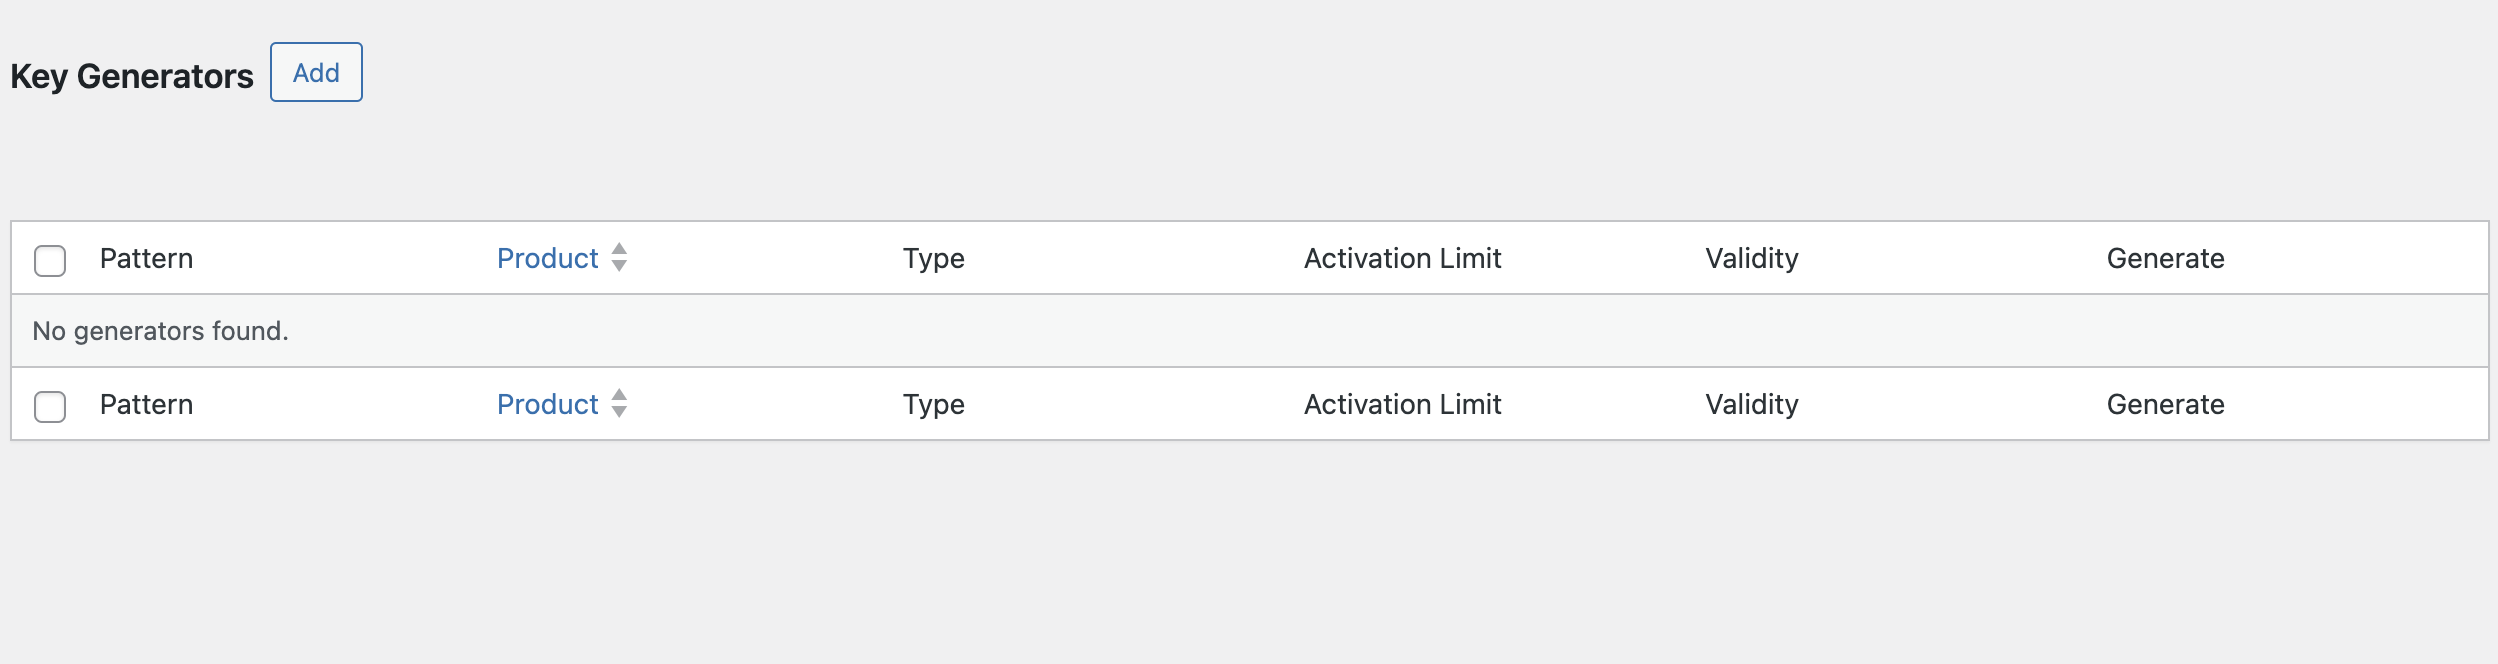 Key Generators Add
Pattern Product Type Activation Limit Validity Generate
No generators found.
Pattern Product Type Activation Limit Validity Generate